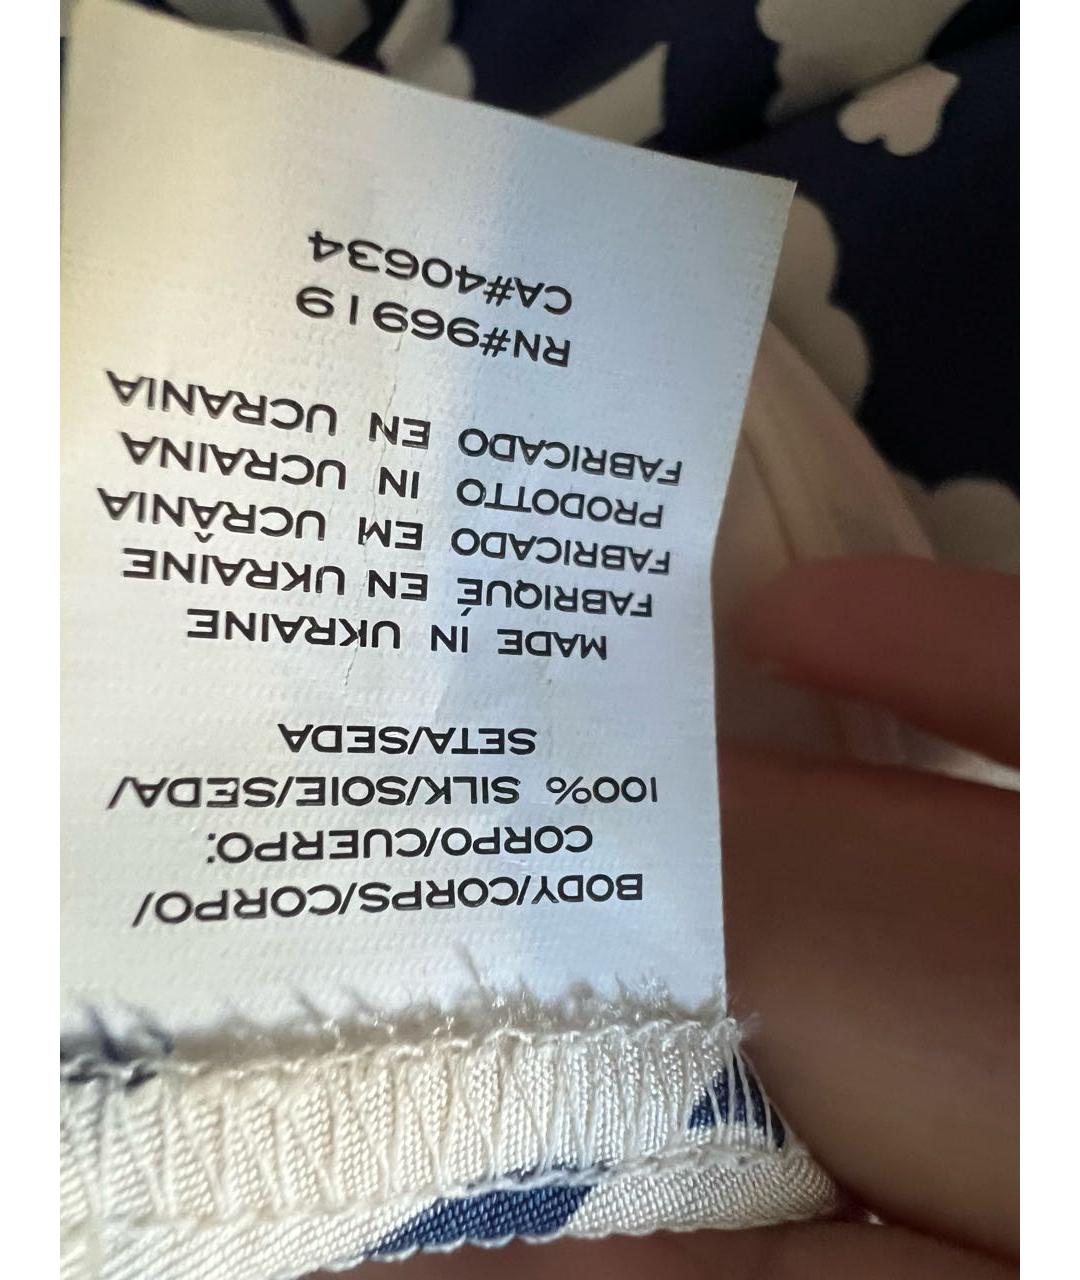 BODY/CORPS/CORPO/
CORPO/CUERPO:
100% SILK/SOIE/SEDA/
SETA/SEDA
MADE IN UKRAINE
FABRIQUÉ EN UKRAINE
FABRICADO EM UCRÂNIA
PRODOTTO IN UCRAINA
FABRICADO EN UCRANIA
RN#96919
CA#40634